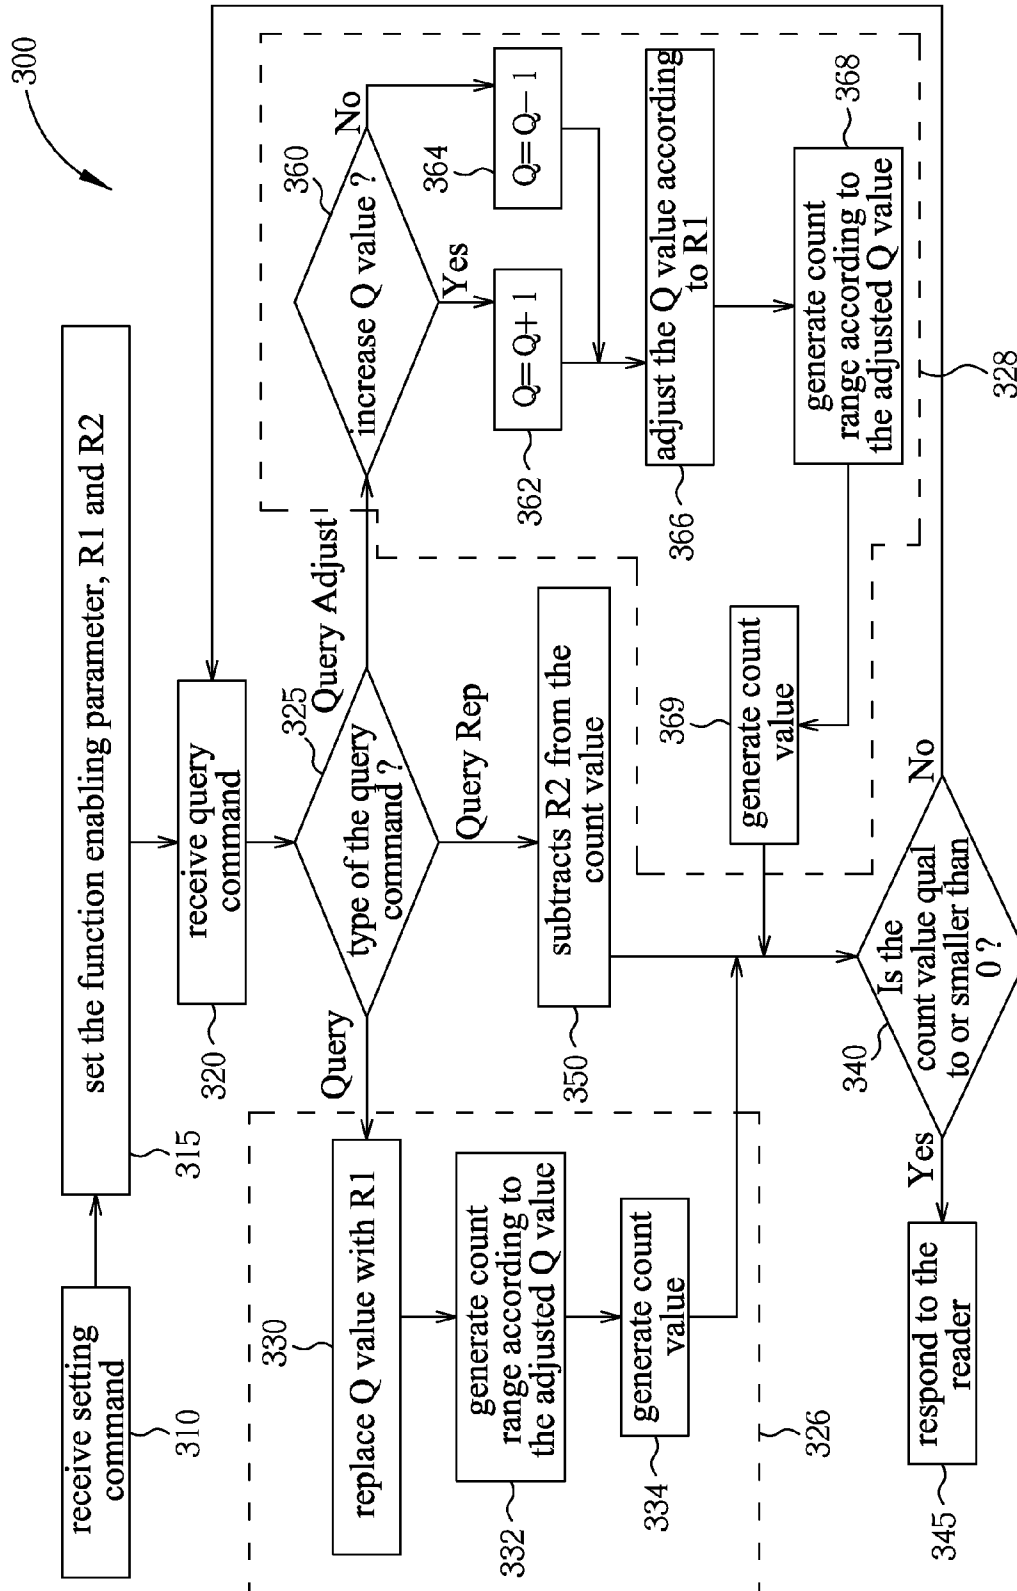 300
receive setting
command
310
set the function enabling parameter, R1 and R2
315
receive query
command
320
type of the query
command ?
325
Query
Query Rep
Query Adjust
replace Q value with R1
330
generate count
range according to
the adjusted Q value
332
generate count
value
334
326
subtracts R2 from the
count value
350
increase Q value ?
360
Yes
No
Q=Q+1
362
Q=Q−1
364
adjust the Q value according
to R1
366
generate count
range according to
the adjusted Q value
368
generate count
value
369
328
Is the
count value qual
to or smaller than
0 ?
340
Yes
No
respond to the
reader
345